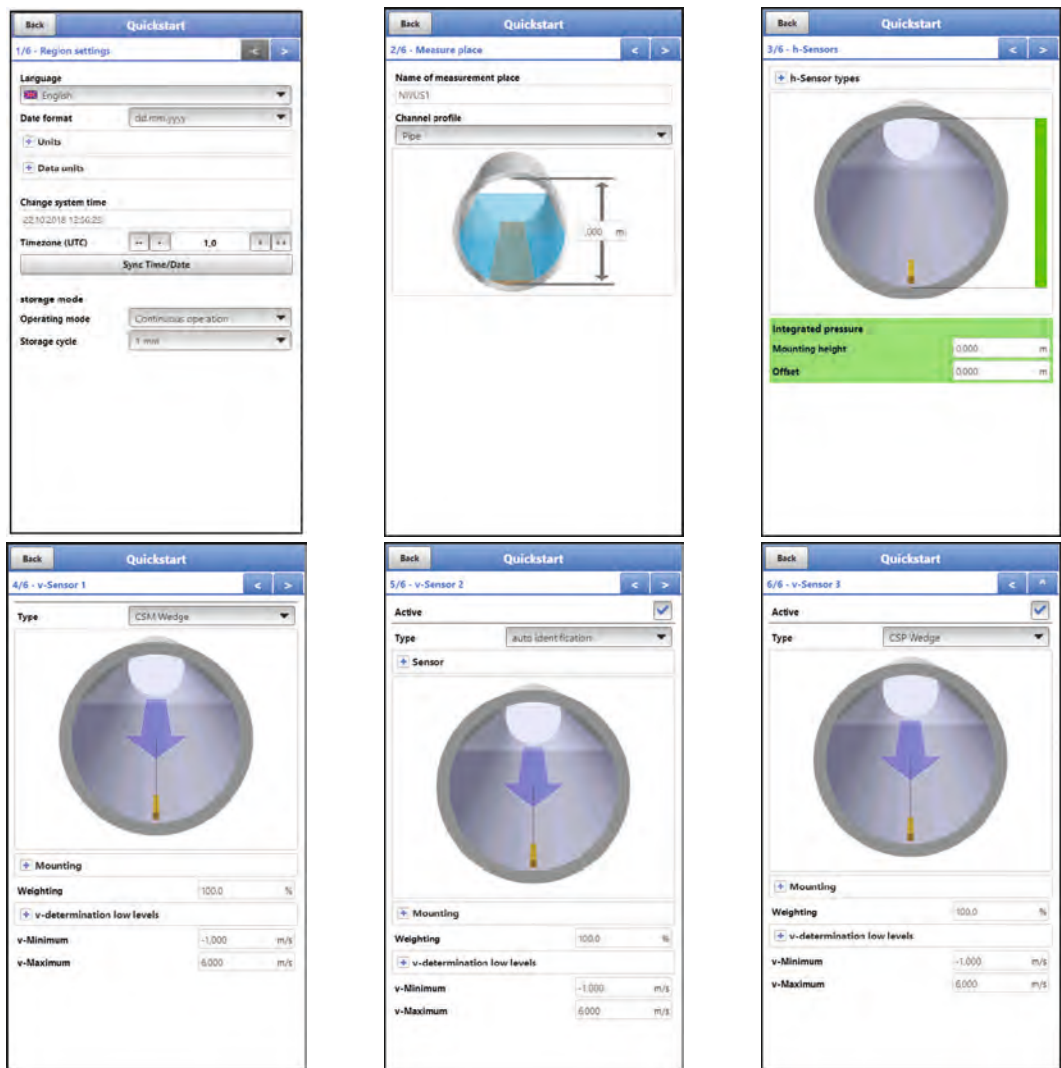 Back Quickstart
1/6 - Region settings < >
Language
English
Date format dd.mm.yyyy
+ Units
+ Data units
Change system time
22.10.2018 12:56:25
Timezone (UTC) -- - 1,0
Sync Time/Date
storage mode
Operating mode Continuous operation
Storage cycle 1 min
Back Quickstart
2/6 - Measure place < >
Name of measurement place
NIVUS1
Channel profile
Pipe
,000 m
Back Quickstart
3/6 - h-Sensors < >
+ h-Sensor types
Integrated pressure
Mounting height 0.000 m
Offset 0.000 m
Back Quickstart
4/6 - v-Sensor 1 < >
Type CSM Wedge
+ Mounting
Weighting 100.0 %
+ v-determination low levels
v-Minimum -1.000 m/s
v-Maximum 6.000 m/s
Back Quickstart
5/6 - v-Sensor 2 < >
Active
Type auto identification
+ Sensor
+ Mounting
Weighting 100.0 %
+ v-determination low levels
v-Minimum -1.000 m/s
v-Maximum 6.000 m/s
Back Quickstart
6/6 - v-Sensor 3 < ^
Active
Type CSP Wedge
+ Mounting
Weighting 100.0 %
+ v-determination low levels
v-Minimum -1.000 m/s
v-Maximum 6.000 m/s